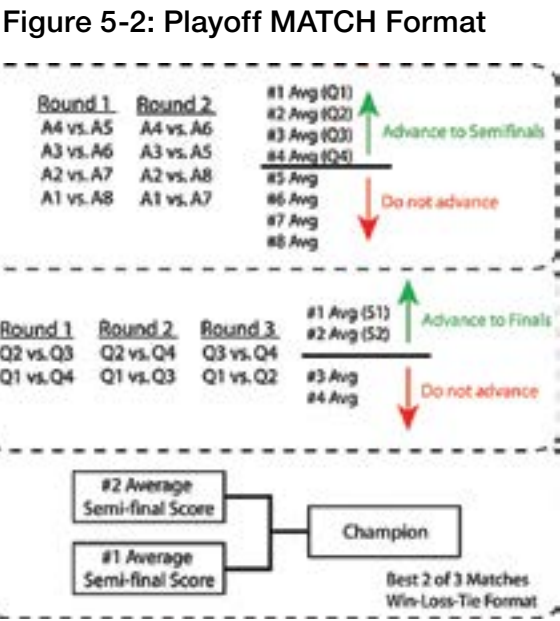 Figure 5-2: Playoff MATCH Format
Round 1 Round 2
A4 vs. A5 A4 vs. A6
A3 vs. A6 A3 vs. A5
A2 vs. A7 A2 vs. A8
A1 vs. A8 A1 vs. A7
#1 Avg (Q1)
#2 Avg (Q2)
#3 Avg (Q3)
#4 Avg (Q4)
#5 Avg
#6 Avg
#7 Avg
#8 Avg
Advance to Semifinals
Do not advance
Round 1 Round 2 Round 3
Q2 vs. Q3 Q2 vs. Q4 Q3 vs. Q4
Q1 vs. Q4 Q1 vs. Q3 Q1 vs. Q2
#1 Avg (S1)
#2 Avg (S2)
#3 Avg
#4 Avg
Advance to Finals
Do not advance
#2 Average
Semi-final Score
#1 Average
Semi-final Score
Champion
Best 2 of 3 Matches
Win-Loss-Tie Format